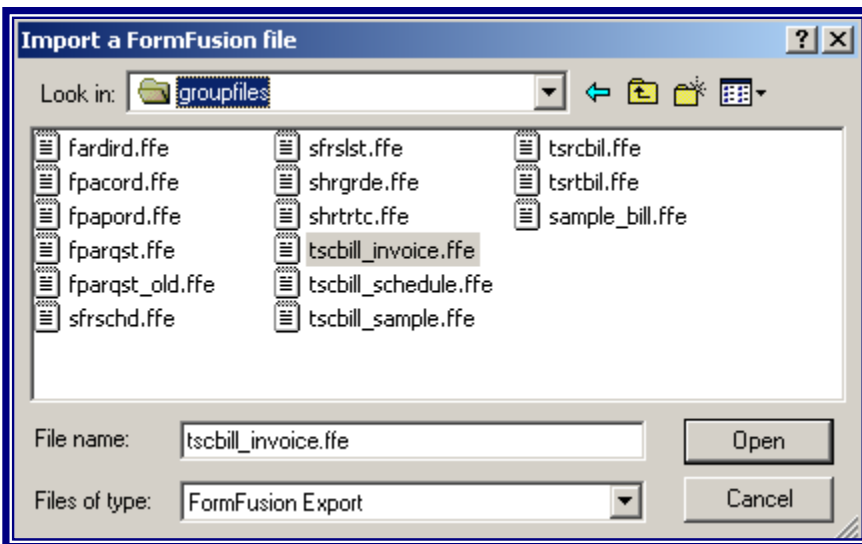 Import a FormFusion file
Look in: groupfiles
fardird.ffe
fpacord.ffe
fpapord.ffe
fparqst.ffe
fparqst_old.ffe
sfrschd.ffe
sfrslst.ffe
shrgrde.ffe
shrtrtc.ffe
tscbill_invoice.ffe
tscbill_schedule.ffe
tscbill_sample.ffe
tsrcbil.ffe
tsrtbil.ffe
sample_bill.ffe
File name: tscbill_invoice.ffe Open
Files of type: FormFusion Export Cancel